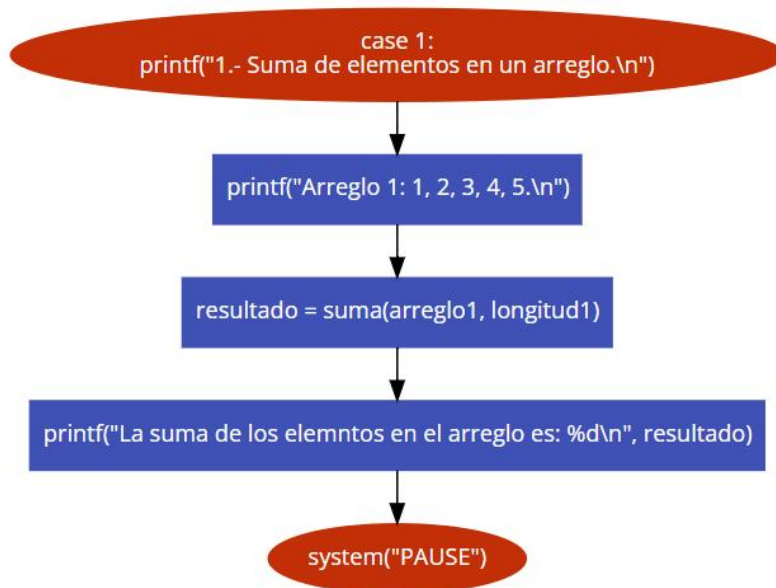 case 1:
printf("1.- Suma de elementos en un arreglo.\n")
printf("Arreglo 1: 1, 2, 3, 4, 5.\n")
resultado = suma(arreglo1, longitud1)
printf("La suma de los elemntos en el arreglo es: %d\n", resultado)
system("PAUSE")